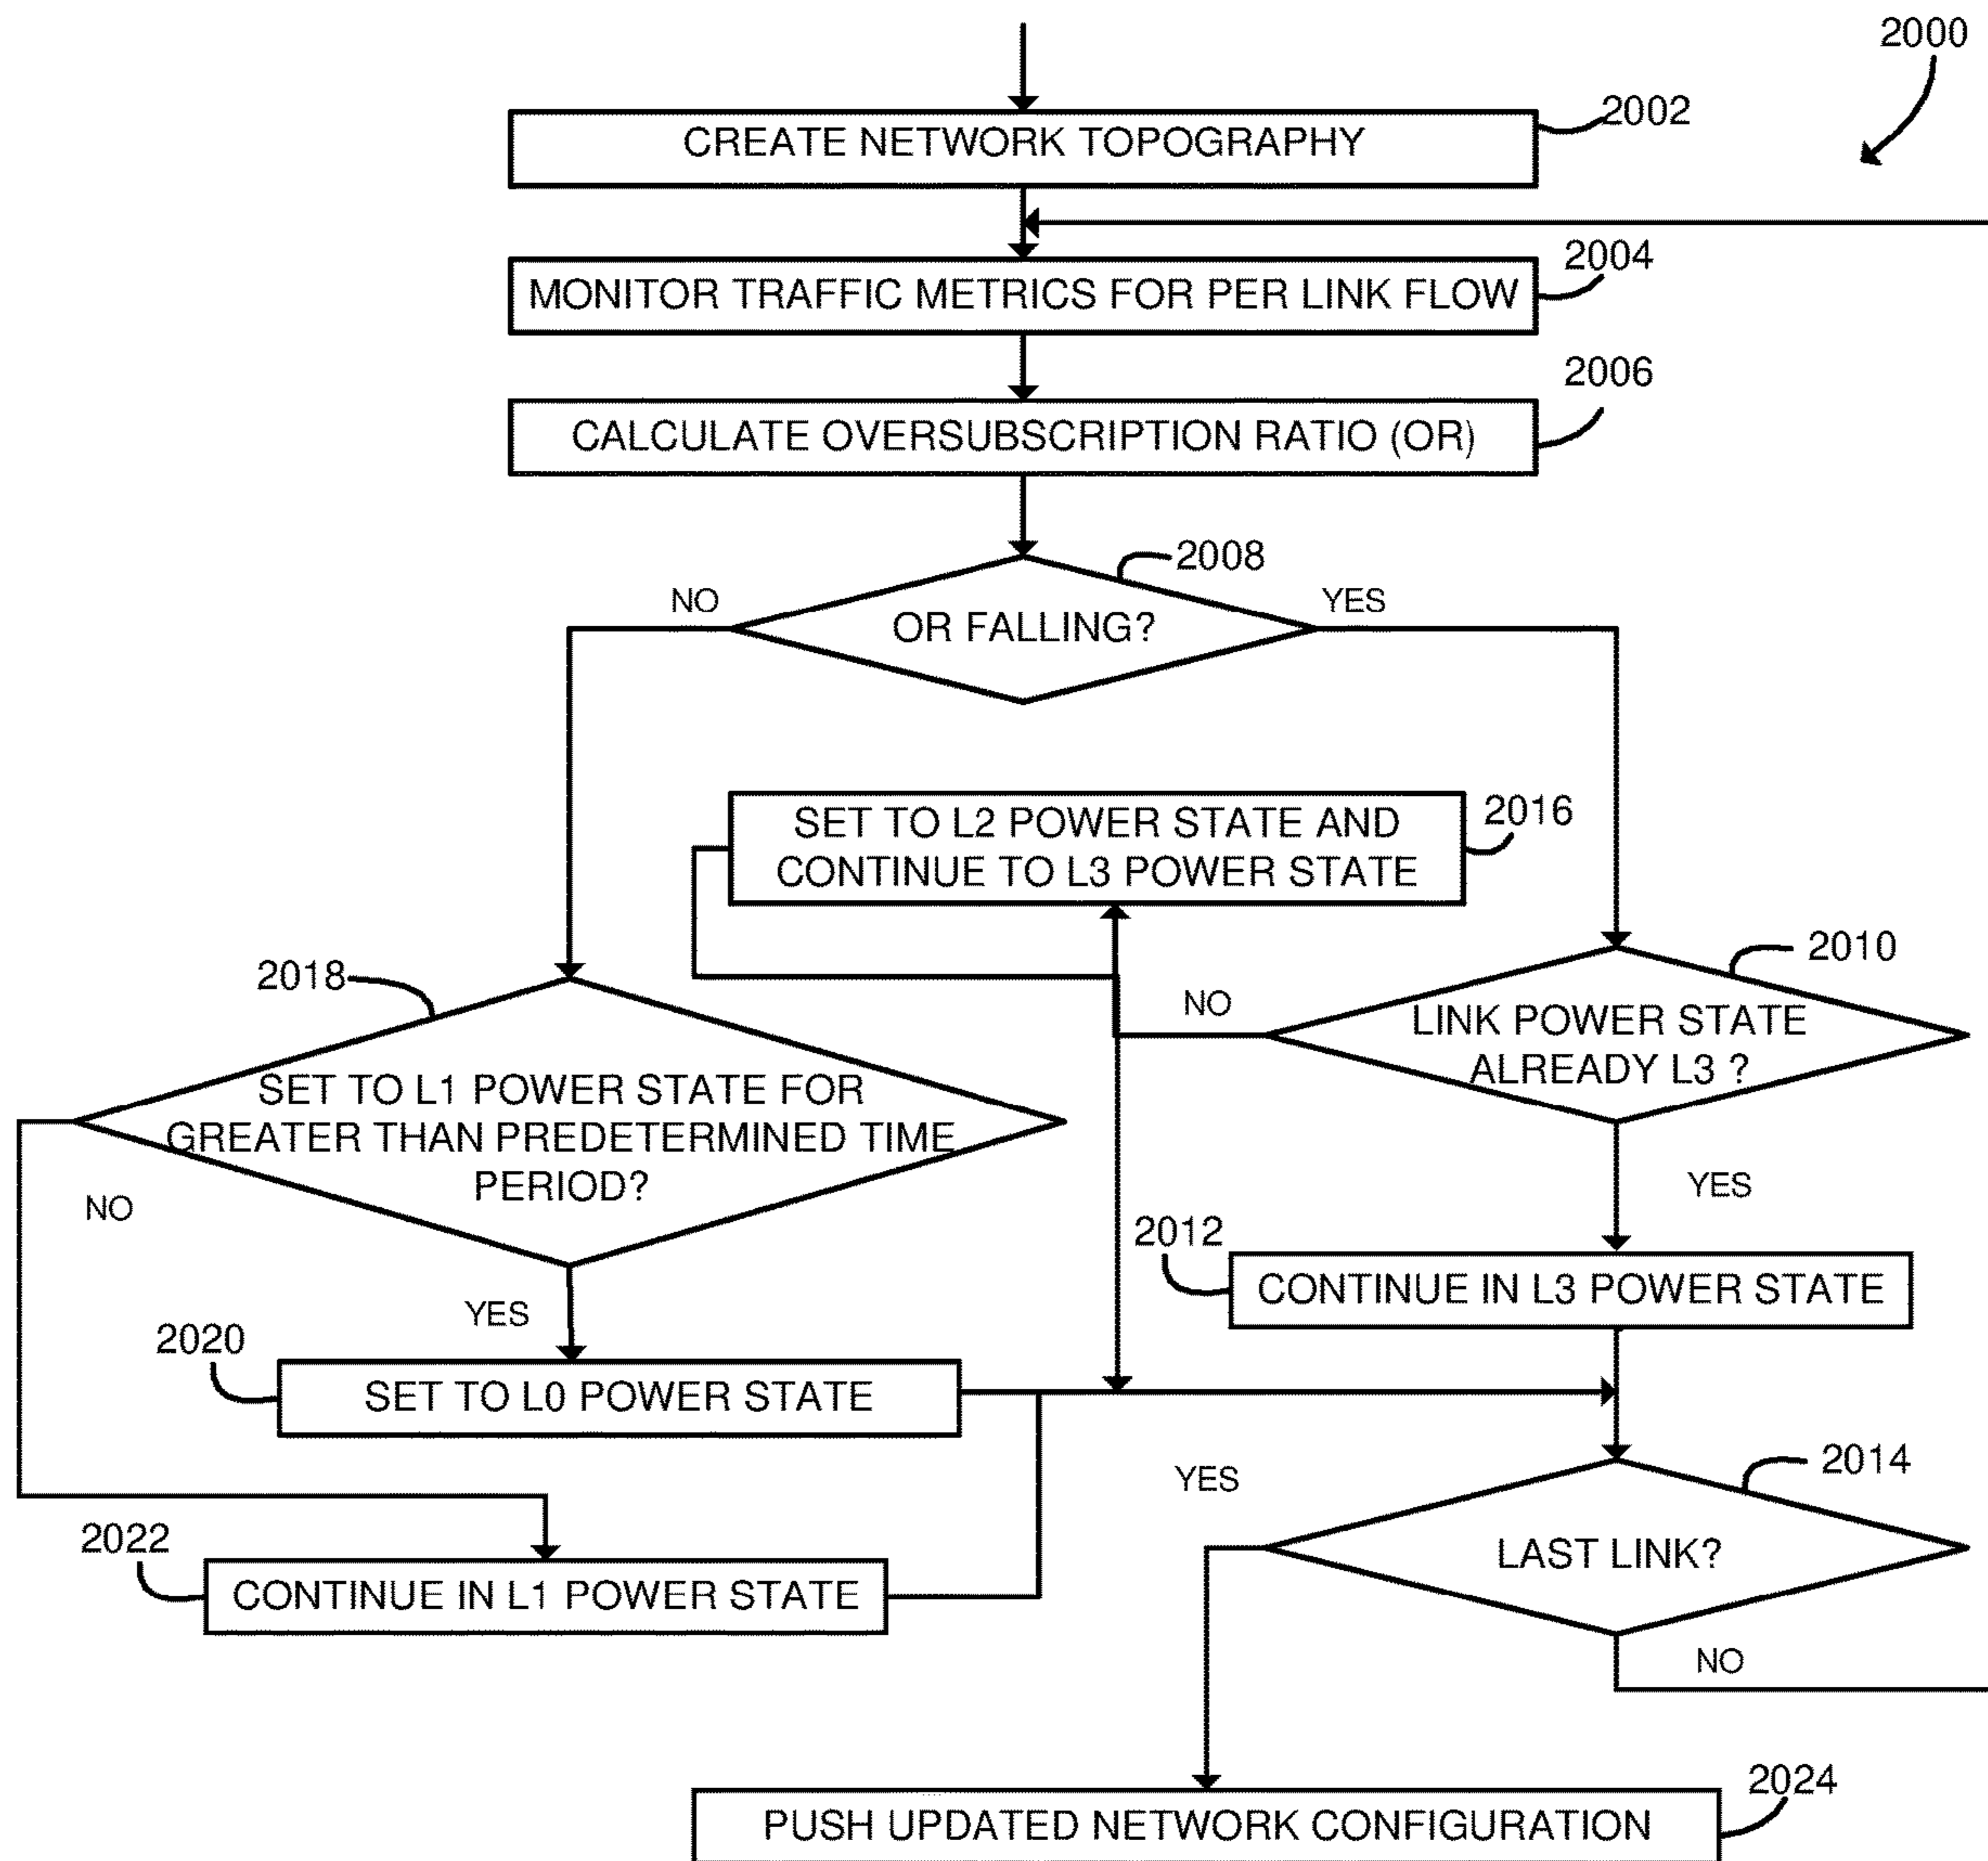 2000
CREATE NETWORK TOPOGRAPHY
2002
MONITOR TRAFFIC METRICS FOR PER LINK FLOW
2004
CALCULATE OVERSUBSCRIPTION RATIO (OR)
2006
OR FALLING?
2008
NO
YES
SET TO L2 POWER STATE AND
CONTINUE TO L3 POWER STATE
2016
LINK POWER STATE
ALREADY L3 ?
2010
NO
YES
2018
SET TO L1 POWER STATE FOR
GREATER THAN PREDETERMINED TIME
PERIOD?
NO
YES
2012
CONTINUE IN L3 POWER STATE
2020
SET TO L0 POWER STATE
2022
CONTINUE IN L1 POWER STATE
2014
LAST LINK?
YES
NO
2024
PUSH UPDATED NETWORK CONFIGURATION